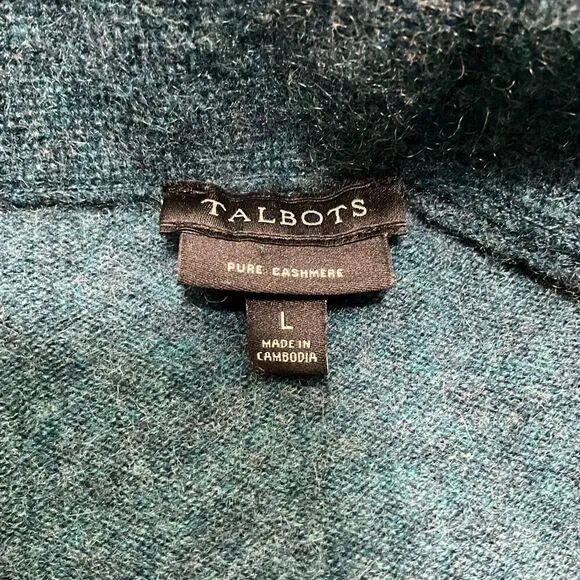 TALBOTS
PURE CASHMERE
L
MADE IN
CAMBODIA